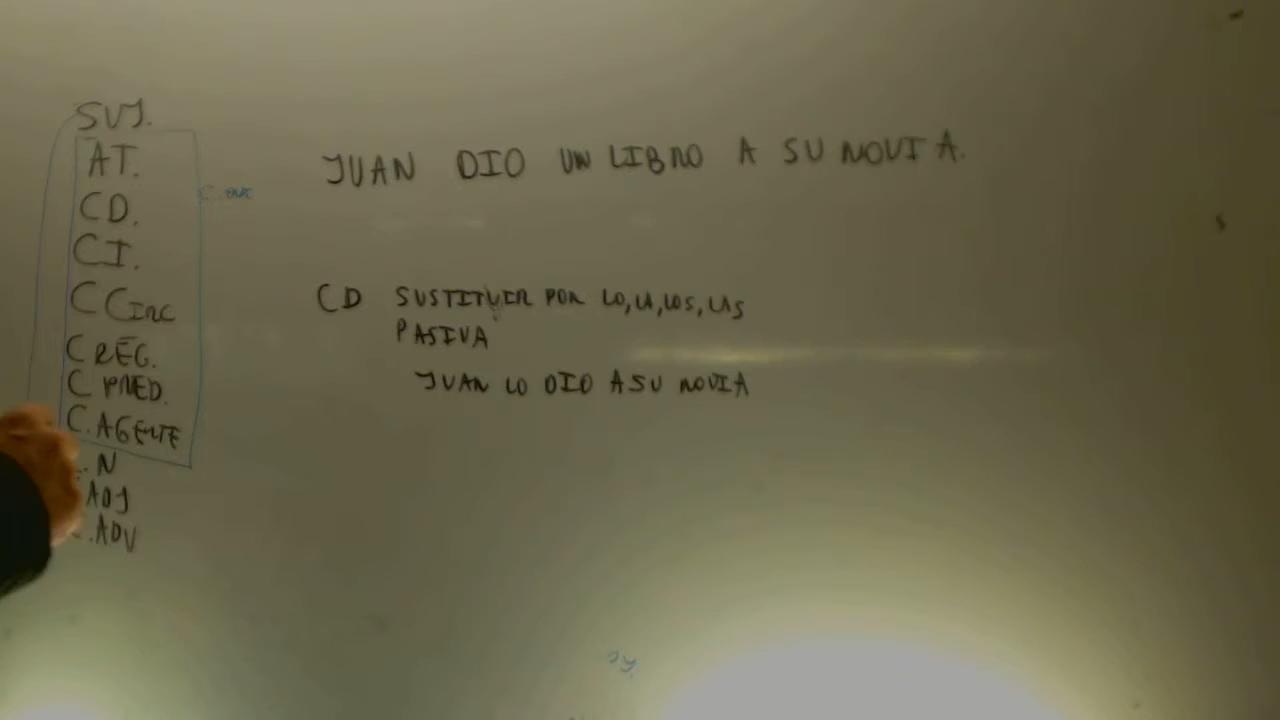 SUJ.
AT.
CD.
CI.
C CIRC
C REG.
C PRED.
C. AGENTE
. N
ADJ
. ADV
JUAN DIO UN LIBRO A SU NOVIA.
CD SUSTITUIR POR LO, LA, LOS, LAS
PASIVA
JUAN LO DIO A SU NOVIA